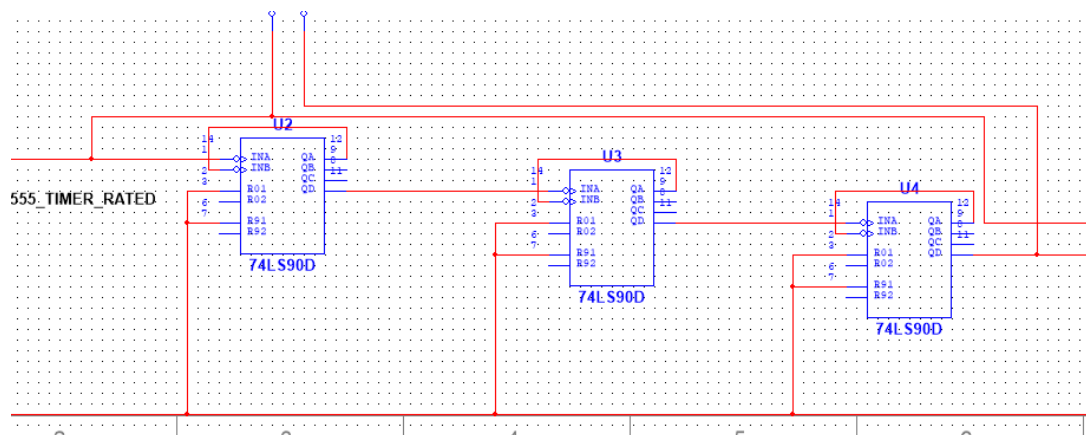 U2
14
1
2
3
6
7
INA
INB
R01
R02
R91
R92
QA
QB
QC
QD
12
9
8
11
74LS90D
555_TIMER_RATED
U3
14
1
2
3
6
7
INA
INB
R01
R02
R91
R92
QA
QB
QC
QD
12
9
8
11
74LS90D
U4
14
1
2
3
6
7
INA
INB
R01
R02
R91
R92
QA
QB
QC
QD
12
9
8
11
74LS90D